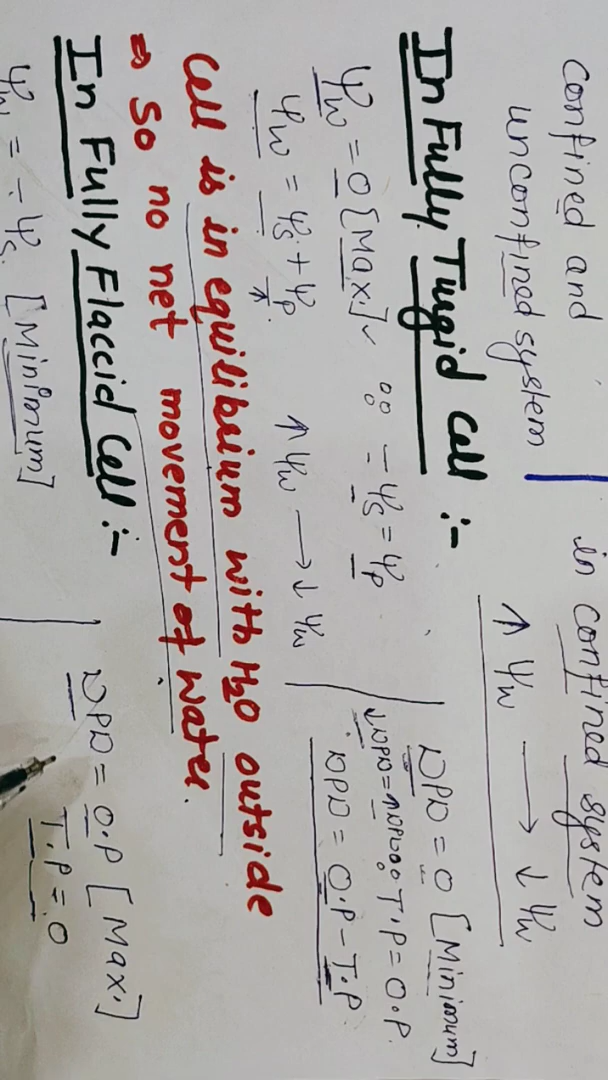 confined and
unconfined system
in confined system
↑ Ψw → ↓ Ψw
In Fully Turgid cell :-
Ψw = 0 [Max] ✓ ∵ = Ψs = Ψp
Ψw = Ψs + Ψp
↑ Ψw → ↓ Ψw
DPD = 0 [Minimum]
T.P = O.P.
DPD = O.P - T.P
Cell is in equilibrium with H2O outside
⇒ So no net movement of water.
In Fully Flaccid Cell :-
Ψw = - Ψs. [Minimum]
DPD = O.P [Max.]
T.P = 0